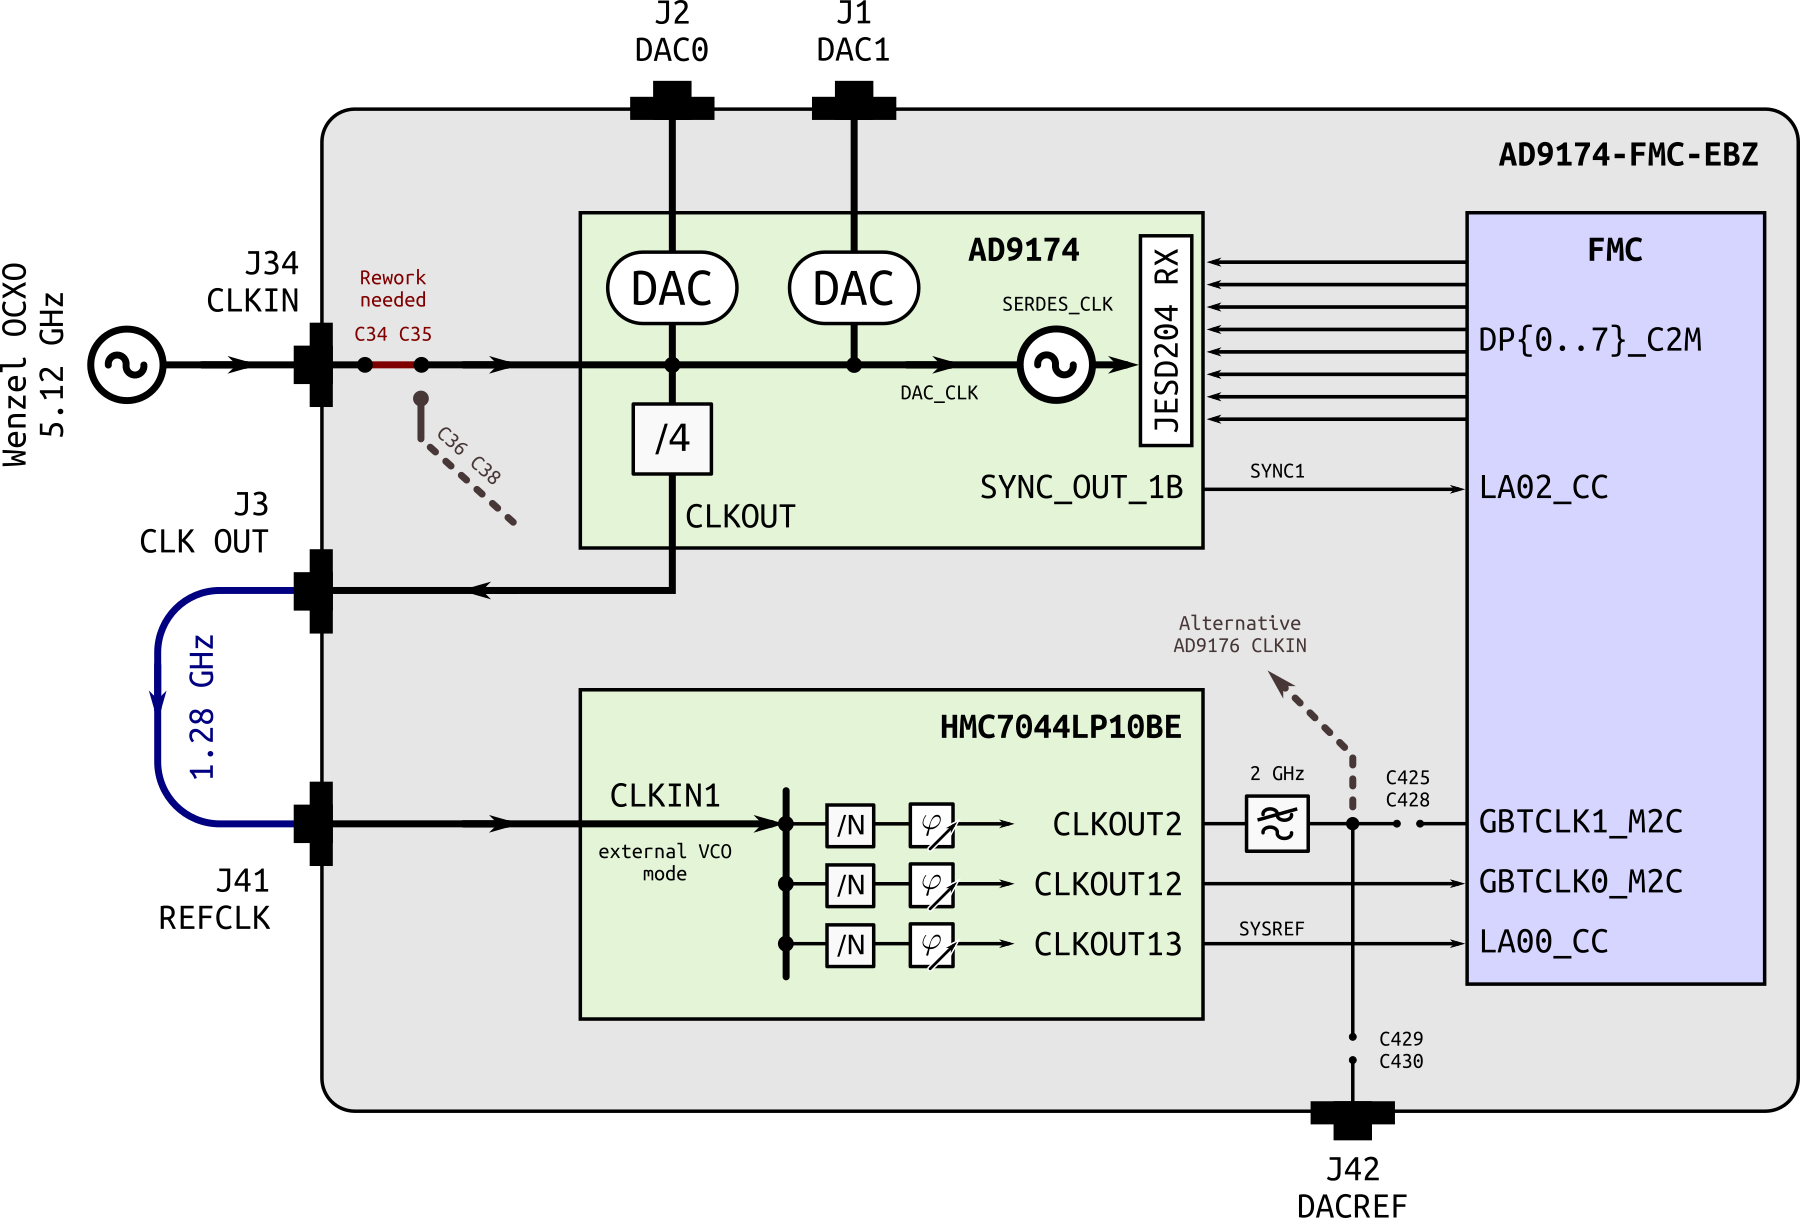 J2
DAC0
J1
DAC1
AD9174-FMC-EBZ
Wenzel OCXO
5.12 GHz
J34
CLKIN
Rework
needed
C34 C35
C36 C38
AD9174
DAC
DAC
SERDES_CLK
DAC_CLK
JESD204 RX
/4
CLKOUT
SYNC_OUT_1B
SYNC1
FMC
DP{0..7}_C2M
LA02_CC
J3
CLK OUT
1.28 GHz
J41
REFCLK
Alternative
AD9176 CLKIN
HMC7044LP10BE
CLKIN1
external VCO
mode
/N
φ
CLKOUT2
/N
φ
CLKOUT12
/N
φ
CLKOUT13
2 GHz
C425
C428
SYSREF
GBTCLK1_M2C
GBTCLK0_M2C
LA00_CC
C429
C430
J42
DACREF